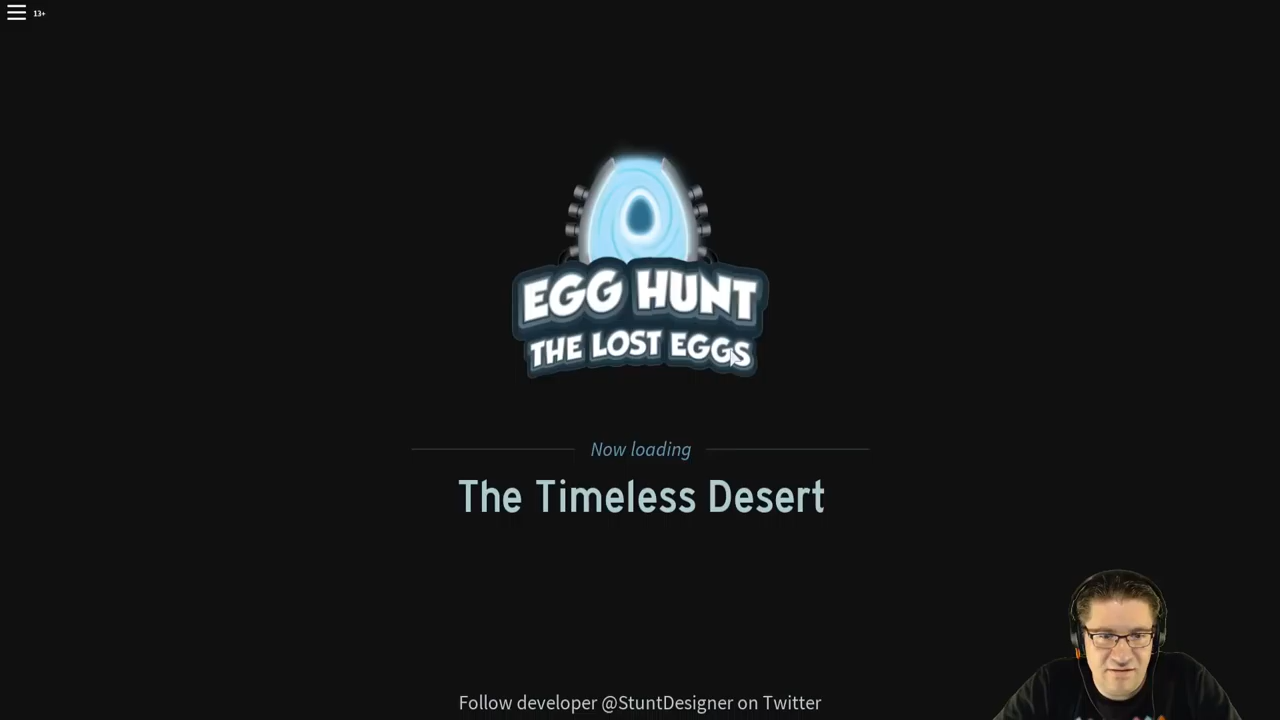 13+
EGG HUNT
THE LOST EGGS
Now loading
The Timeless Desert
Follow developer @StuntDesigner on Twitter